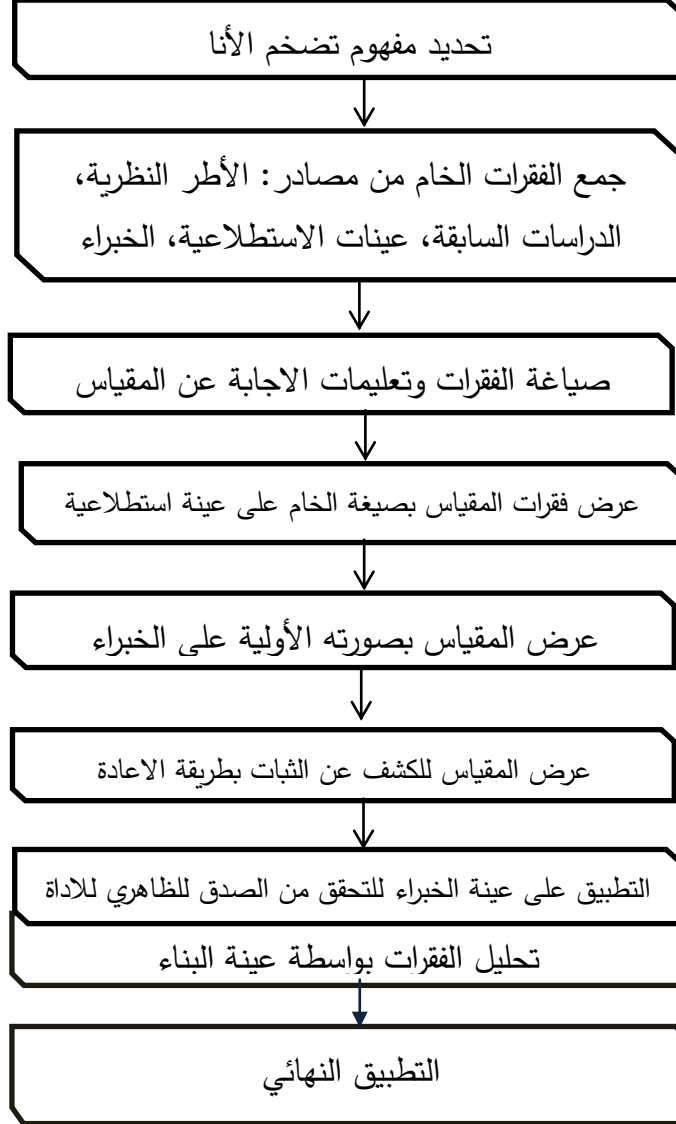 تحديد مفهوم تضخم الأنا
جمع الفقرات الخام من مصادر: الأطر النظرية،
الدراسات السابقة، عينات الاستطلاعية، الخبراء
صياغة الفقرات وتعليمات الاجابة عن المقياس
عرض فقرات المقياس بصيغة الخام على عينة استطلاعية
عرض المقياس بصورته الأولية على الخبراء
عرض المقياس للكشف عن الثبات بطريقة الاعادة
التطبيق على عينة الخبراء للتحقق من الصدق للظاهري للاداة
تحليل الفقرات بواسطة عينة البناء
التطبيق النهائي